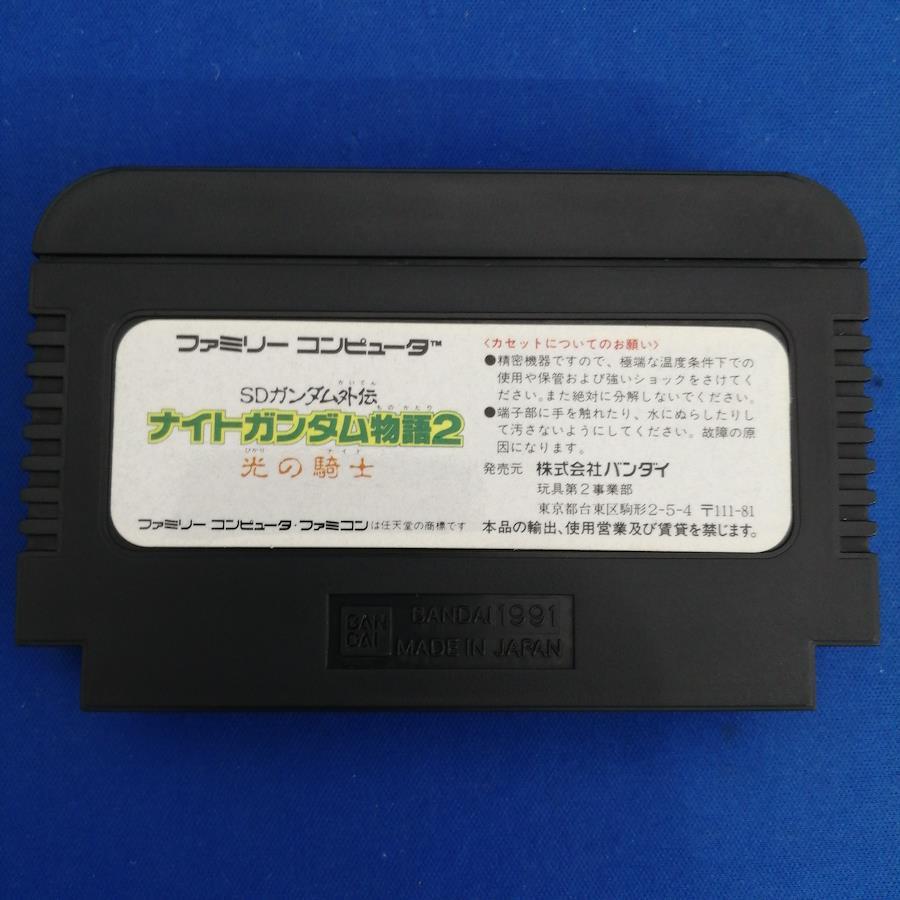 ファミリー コンピュータ™
SDガンダム外伝
がいでん
ナイトガンダム物語2
ものがたり
光の騎士
ひかり ナイト
ファミリー コンピュータ・ファミコンは任天堂の商標です
〈カセットについてのお願い〉
●精密機器ですので、極端な温度条件下での
使用や保管および強いショックをさけてくだ
さい。また絶対に分解しないでください。
●端子部に手を触れたり、水にぬらしたりし
て汚さないようにしてください。故障の原
因になります。
発売元 株式会社バンダイ
玩具第2事業部
東京都台東区駒形2-5-4 〒111-81
本品の輸出、使用営業及び賃貸を禁じます。
BAN
DAI
BANDAI 1991
MADE IN JAPAN